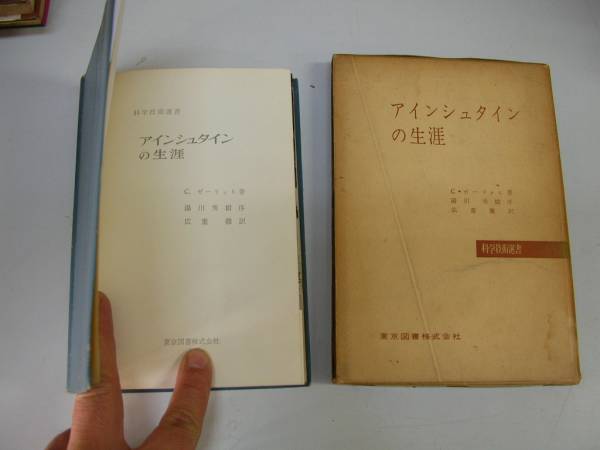 科学技術選書
アインシュタイン
の生涯
C. ゼーリッヒ著
湯川秀樹序
広重徹訳
東京図書株式会社
アインシュタイン
の生涯
C・ゼーリッヒ著
湯川秀樹序
広重徹訳
科学技術選書
東京図書株式会社